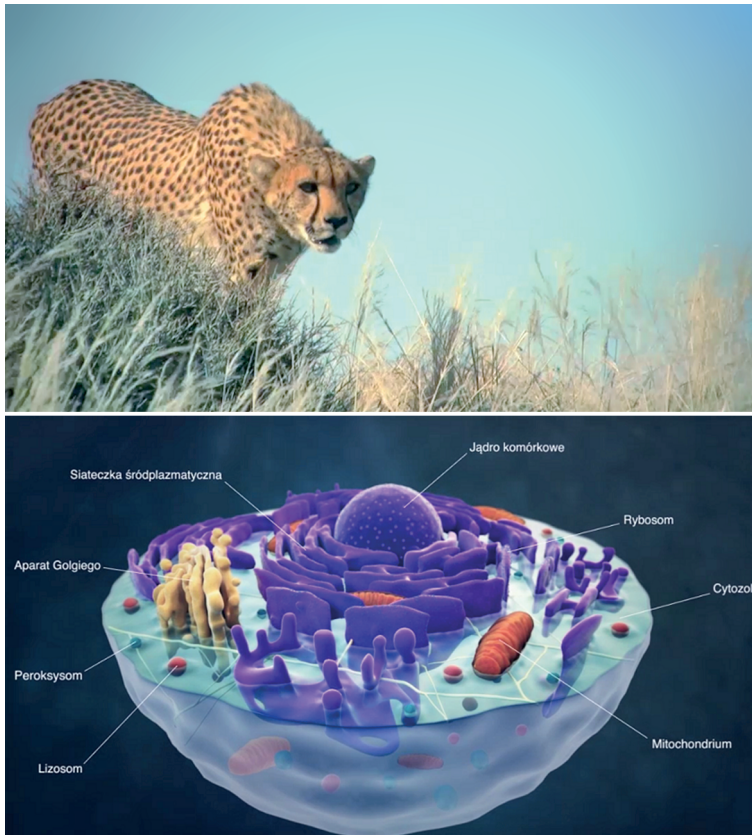 Jądro komórkowe
Siateczka śródplazmatyczna
Rybosom
Aparat Golgiego
Cytozol
Peroksysom
Mitochondrium
Lizosom